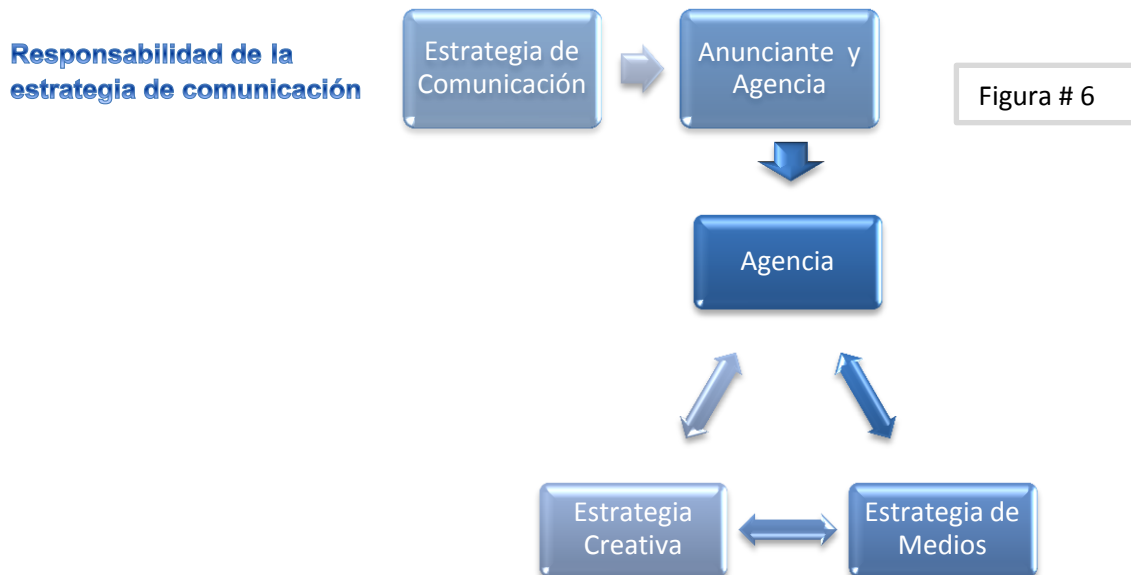 Responsabilidad de la
estrategia de comunicación
Estrategia de
Comunicación
Anunciante y
Agencia
Figura # 6
Agencia
Estrategia
Creativa
Estrategia de
Medios